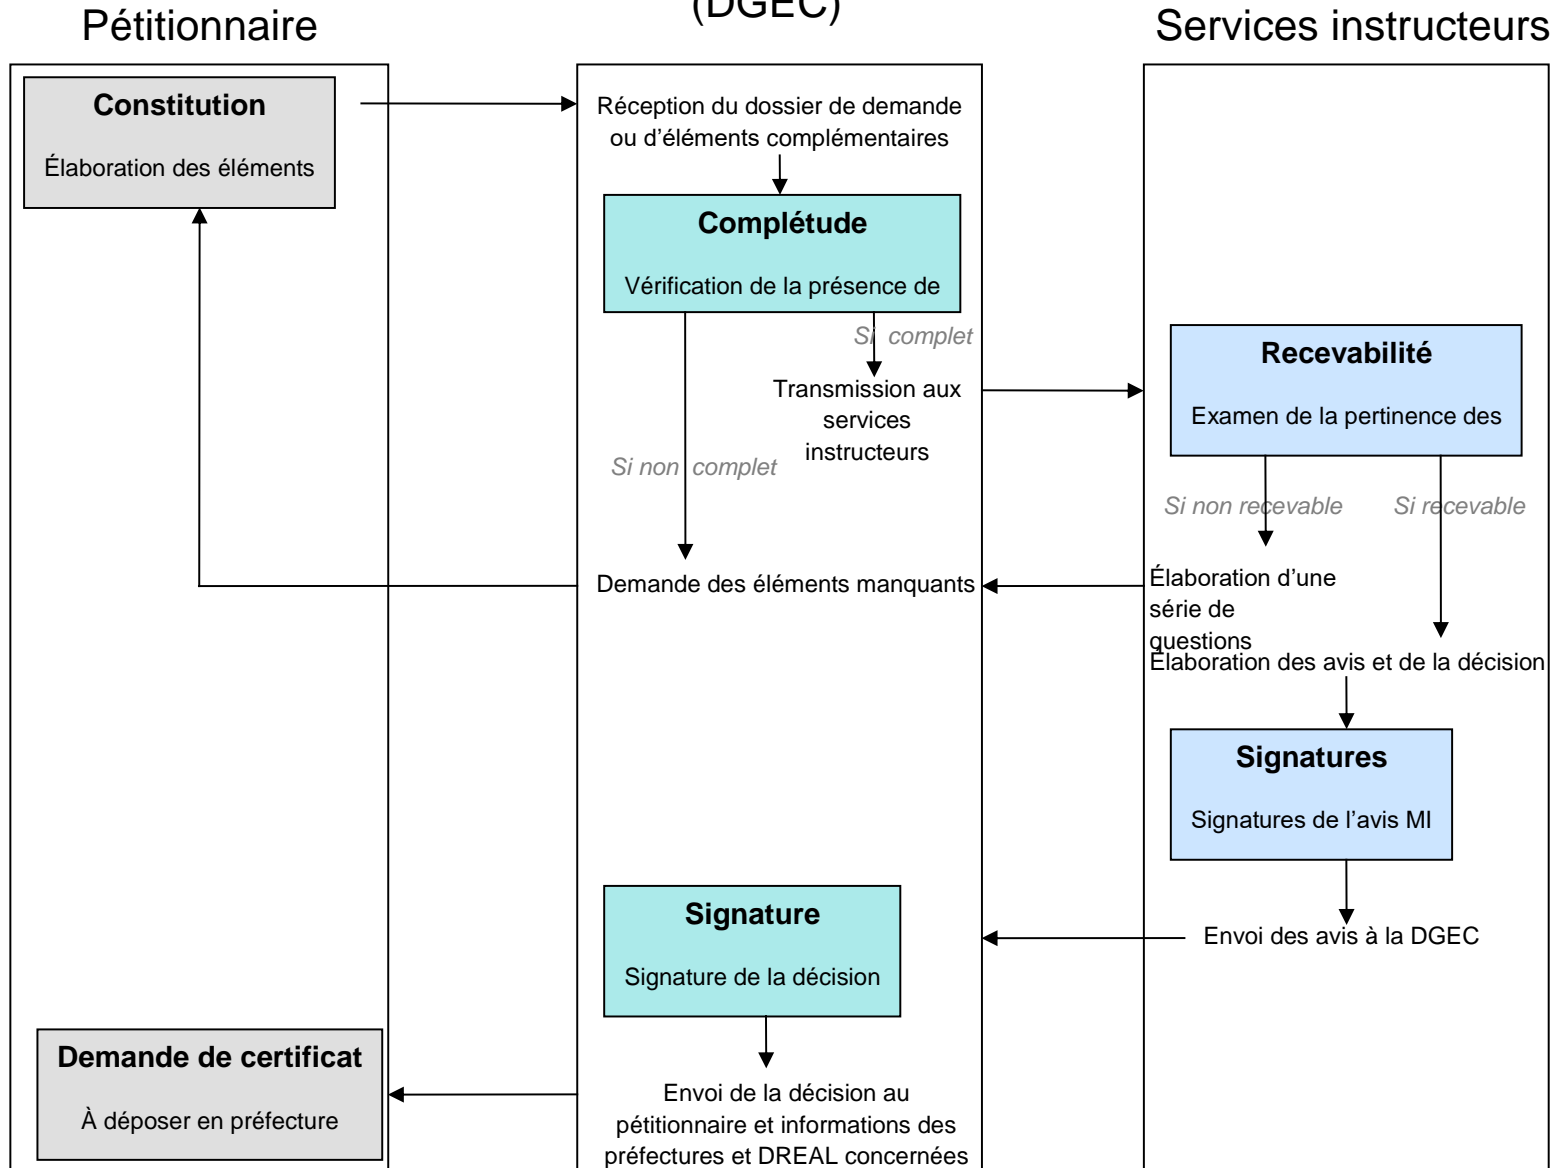 Pétitionnaire
(DGEC)
Services instructeurs
Constitution
Élaboration des éléments
Réception du dossier de demande
ou d’éléments complémentaires
Complétude
Vérification de la présence de
Si complet
Transmission aux
services
instructeurs
Si non complet
Demande des éléments manquants
Recevabilité
Examen de la pertinence des
Si non recevable
Si recevable
Élaboration d’une
série de
questions
Élaboration des avis et de la décision
Signatures
Signatures de l’avis MI
Envoi des avis à la DGEC
Signature
Signature de la décision
Envoi de la décision au
pétitionnaire et informations des
préfectures et DREAL concernées
Demande de certificat
À déposer en préfecture